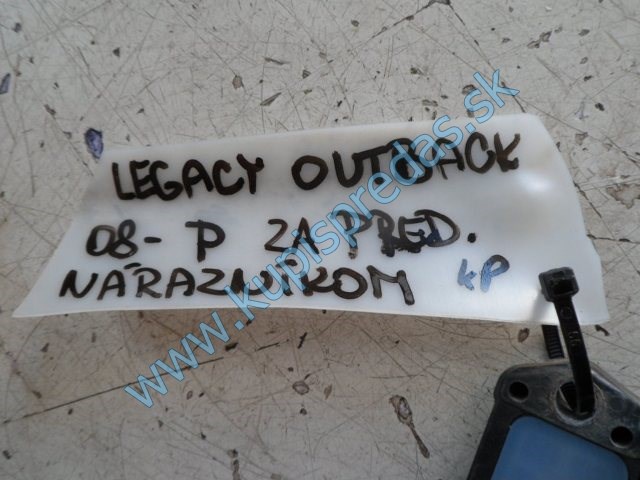 LEGACY OUTBACK
08- P ZA PRED.
NÁRAZNÍKOM KP
www.kupispredas.sk